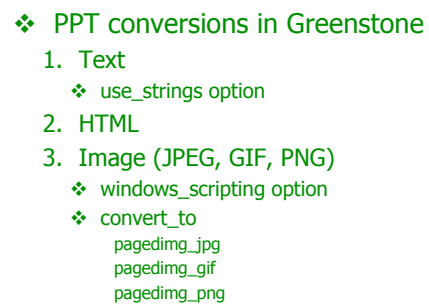 ❖ PPT conversions in Greenstone
1. Text
❖ use_strings option
2. HTML
3. Image (JPEG, GIF, PNG)
❖ windows_scripting option
❖ convert_to
pagedimg_jpg
pagedimg_gif
pagedimg_png